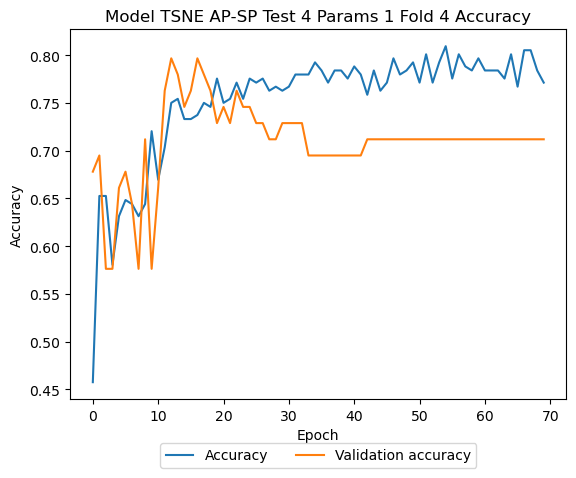 Model TSNE AP-SP Test 4 Params 1 Fold 4 Accuracy
0.80
0.75
0.70
0.65
0.60
0.55
0.50
0.45
Accuracy
0 10 20 30 40 50 60 70
Epoch
Accuracy Validation accuracy